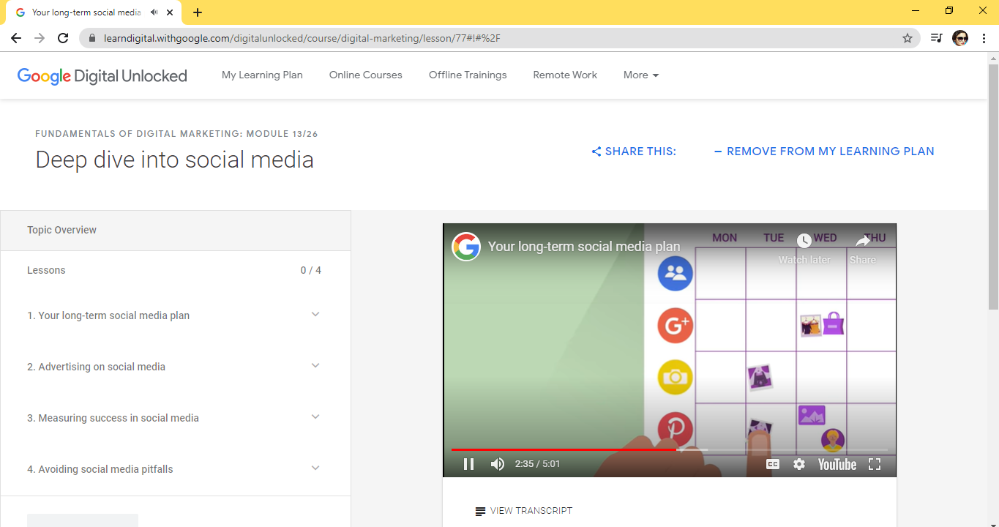 Your long-term social media
learndigital.withgoogle.com/digitalunlocked/course/digital-marketing/lesson/77#!#%2F
Google Digital Unlocked
My Learning Plan
Online Courses
Offline Trainings
Remote Work
More
FUNDAMENTALS OF DIGITAL MARKETING: MODULE 13/26
Deep dive into social media
SHARE THIS:
REMOVE FROM MY LEARNING PLAN
Topic Overview
Lessons 0 / 4
1. Your long-term social media plan
2. Advertising on social media
3. Measuring success in social media
4. Avoiding social media pitfalls
Your long-term social media plan
MON TUE WED THU
Watch later Share
G+
2:35 / 5:01
CC
YouTube
VIEW TRANSCRIPT